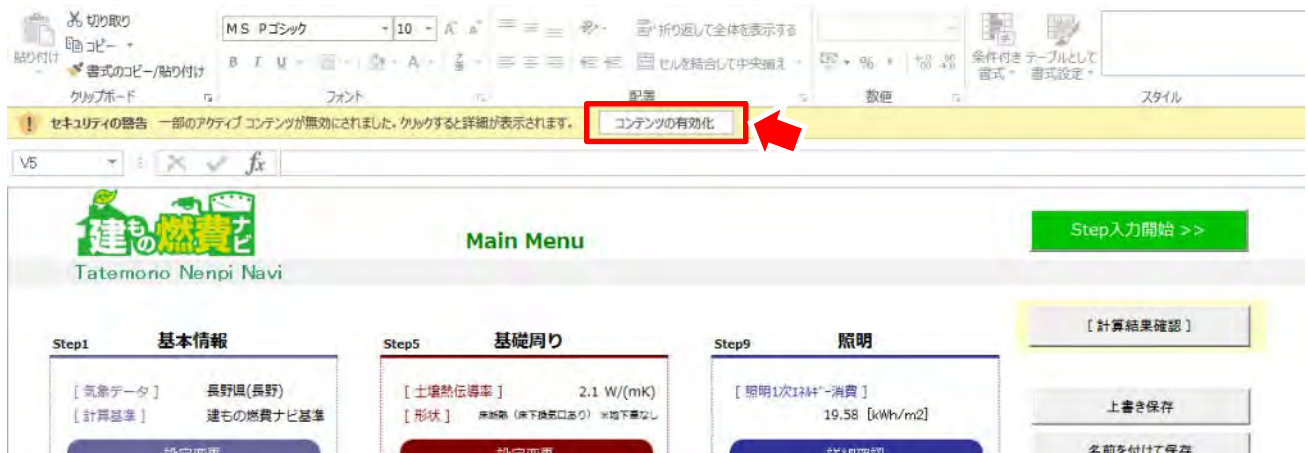 切り取り
コピー
貼り付け
書式のコピー/貼り付け
クリップボード
MS Pゴシック
10
B I U
フォント
折り返して全体を表示する
セルを結合して中央揃え
配置
%
数値
条件付き
書式
テーブルとして
書式設定
スタイル
! セキュリティの警告 一部のアクティブ コンテンツが無効にされました。クリックすると詳細が表示されます。 コンテンツの有効化
V5
fx
建もの燃費ナビ
Tatemono Nenpi Navi
Main Menu
Step入力開始 >>
[計算結果確認]
Step1 基本情報
[気象データ] 長野県(長野)
[計算基準] 建もの燃費ナビ基準
設定変更
Step5 基礎周り
[土壌熱伝導率] 2.1 W/(mK)
[形状] 床断熱（床下換気口あり）※地下室なし
設定変更
Step9 照明
[照明1次ｴﾈﾙｷﾞｰ消費]
19.58 [kWh/m2]
詳細確認
上書き保存
名前を付けて保存